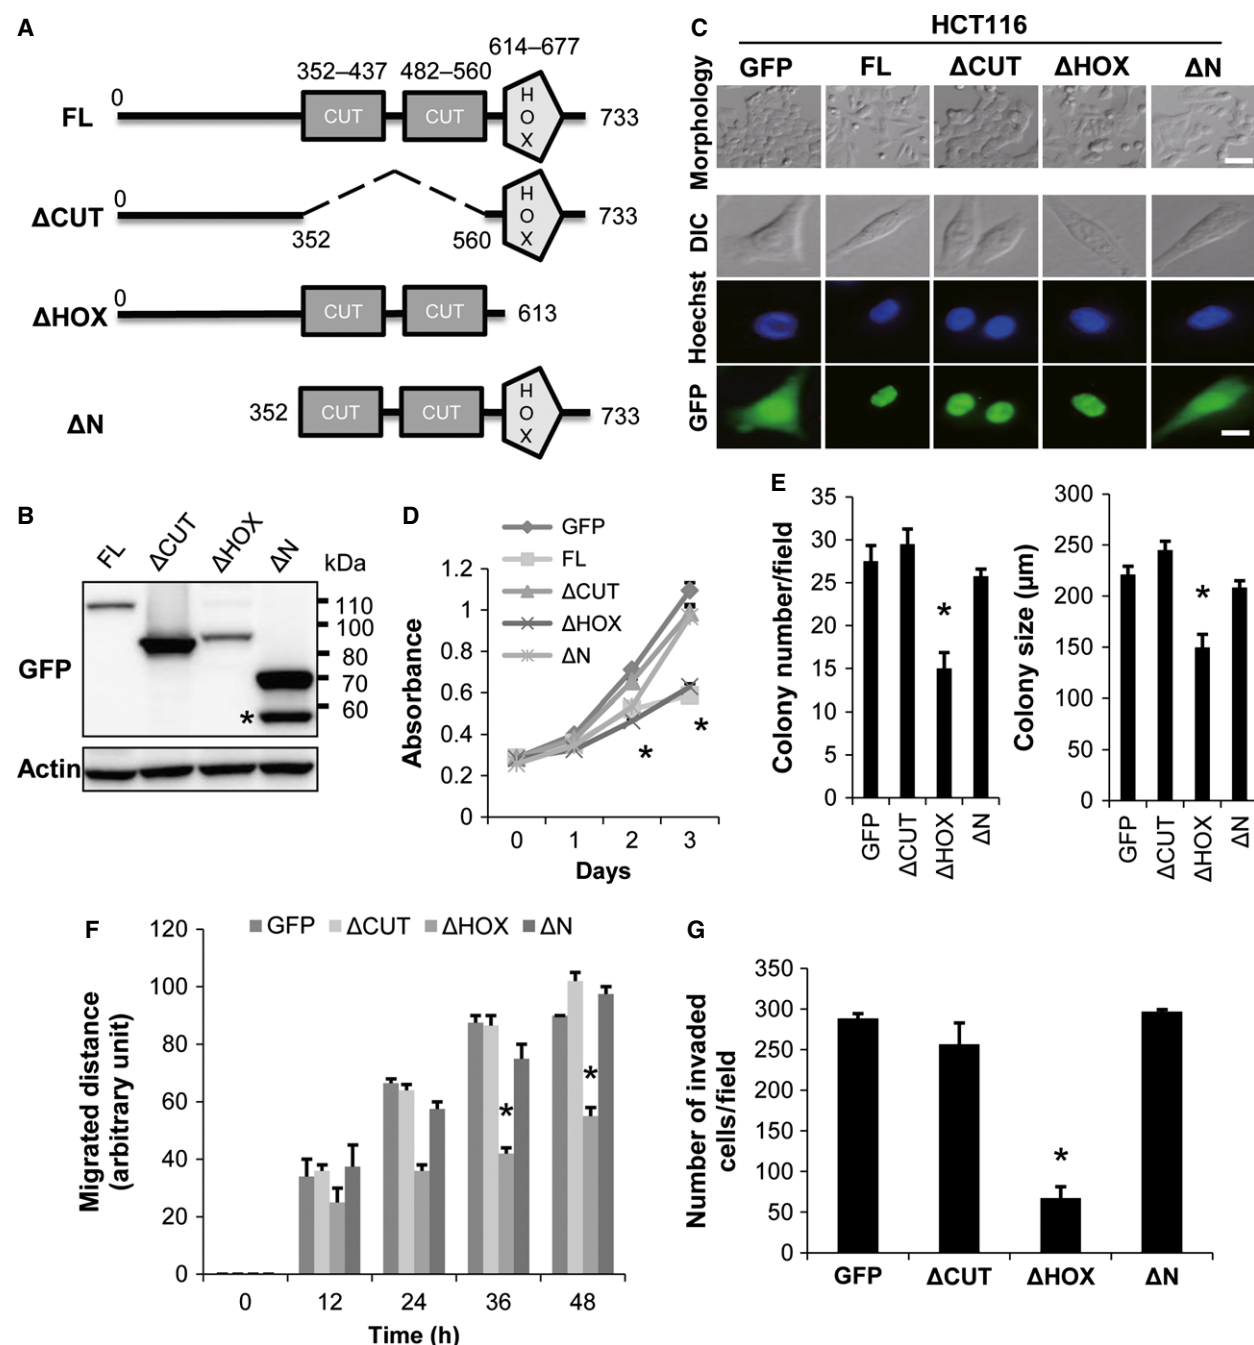 A
614–677
352–437 482–560
0
FL
CUT CUT HOX
733
0
ΔCUT
HOX
733
352 560
0
ΔHOX
CUT CUT
613
ΔN
352
CUT CUT HOX
733
B
FL ΔCUT ΔHOX ΔN
kDa
110
100
80
70
60
GFP
*
Actin
C
HCT116
GFP FL ΔCUT ΔHOX ΔN
Morphology
DIC
Hoechst
GFP
D
GFP
FL
ΔCUT
ΔHOX
ΔN
Absorbance
1.2
1
0.8
0.6
0.4
0.2
0
* *
0 1 2 3
Days
E
Colony number/field
35
30
25
20
15
10
5
0
*
GFP ΔCUT ΔHOX ΔN
Colony size (μm)
300
250
200
150
100
50
0
*
GFP ΔCUT ΔHOX ΔN
F
GFP ΔCUT ΔHOX ΔN
Migrated distance
(arbitrary unit)
120
100
80
60
40
20
0
* *
0 12 24 36 48
Time (h)
G
Number of invaded
cells/field
350
300
250
200
150
100
50
0
*
GFP ΔCUT ΔHOX ΔN